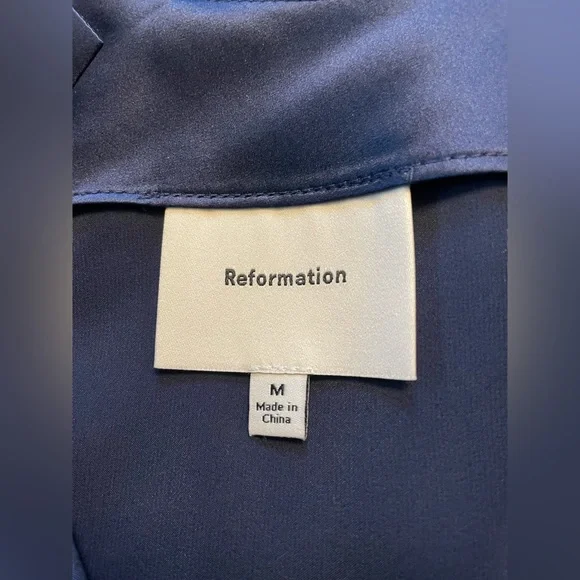 Reformation
M
Made in
China